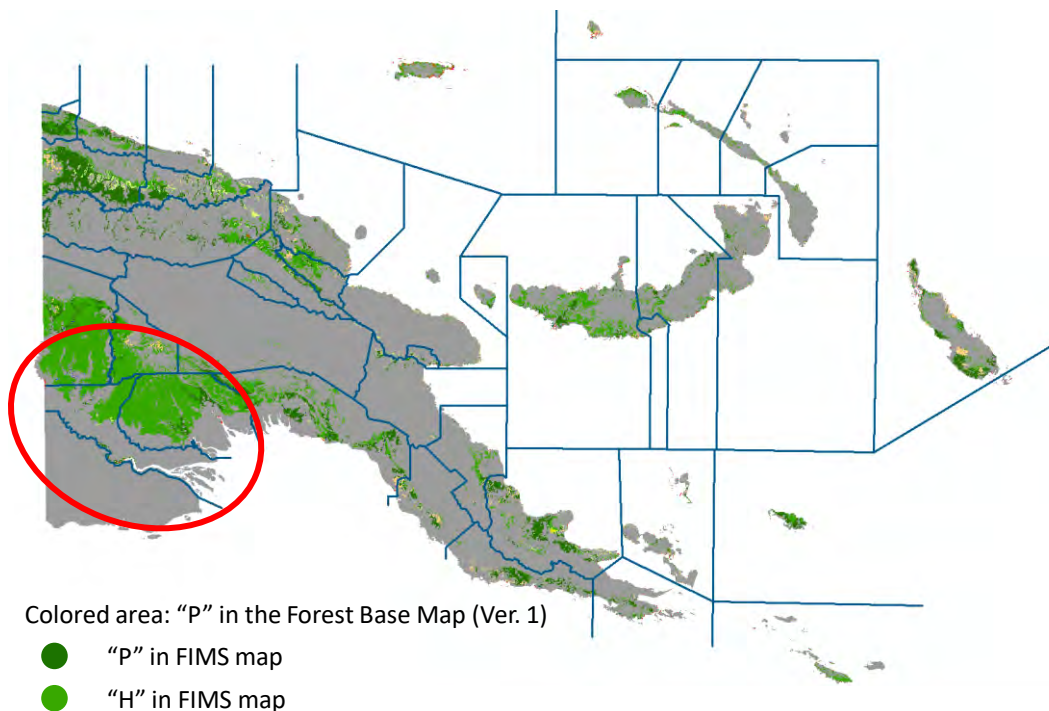 Colored area: “P” in the Forest Base Map (Ver. 1)
“P” in FIMS map
“H” in FIMS map